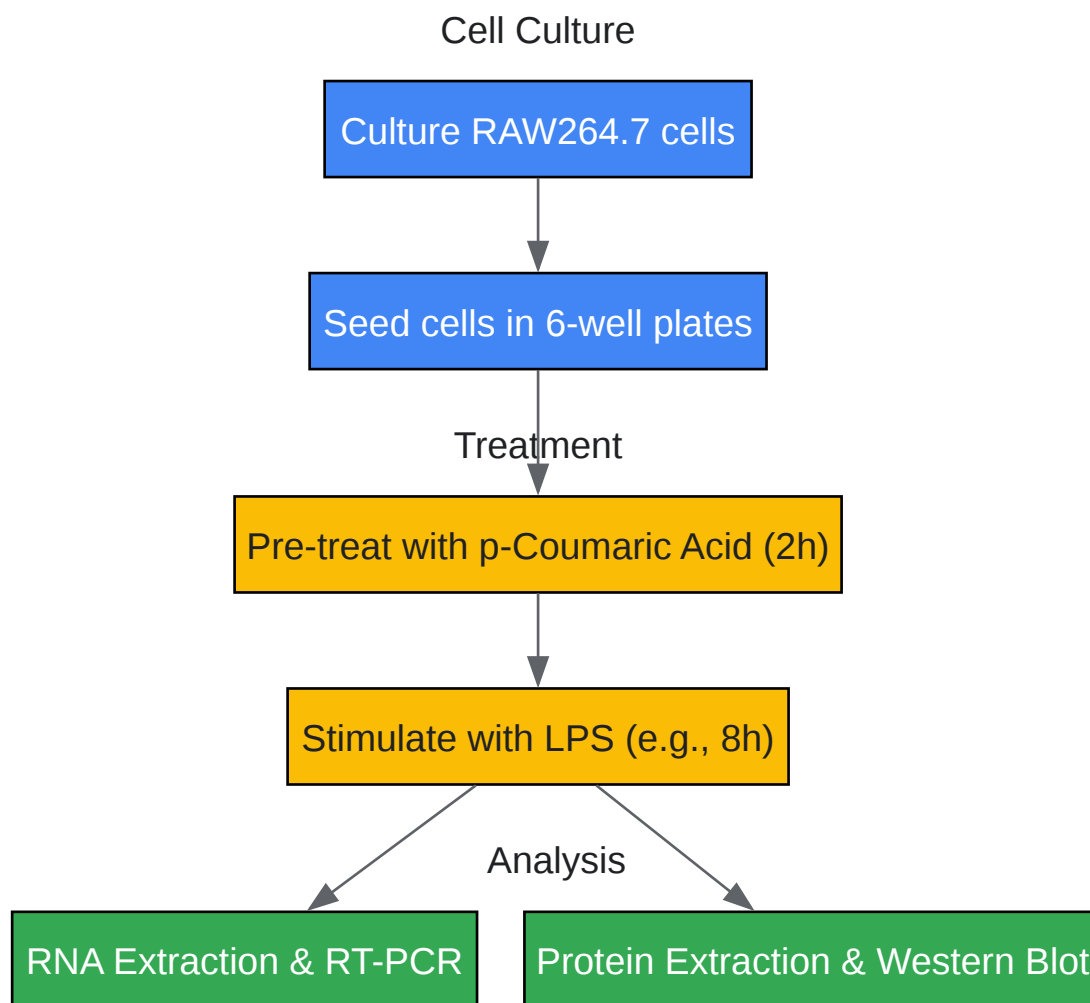 Cell Culture
Culture RAW264.7 cells
Seed cells in 6-well plates
Treatment
Pre-treat with p-Coumaric Acid (2h)
Stimulate with LPS (e.g., 8h)
Analysis
RNA Extraction & RT-PCR
Protein Extraction & Western Blot